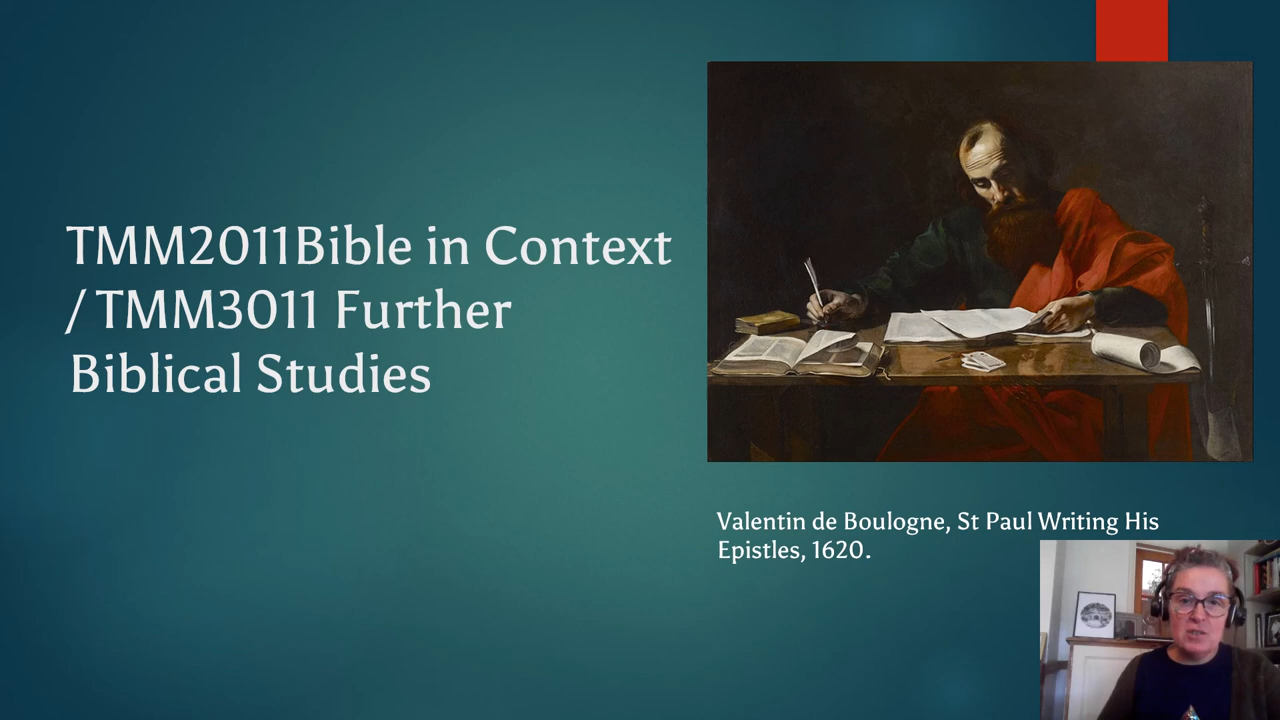 TMM2011Bible in Context
/ TMM3011 Further
Biblical Studies
Valentin de Boulogne, St Paul Writing His
Epistles, 1620.